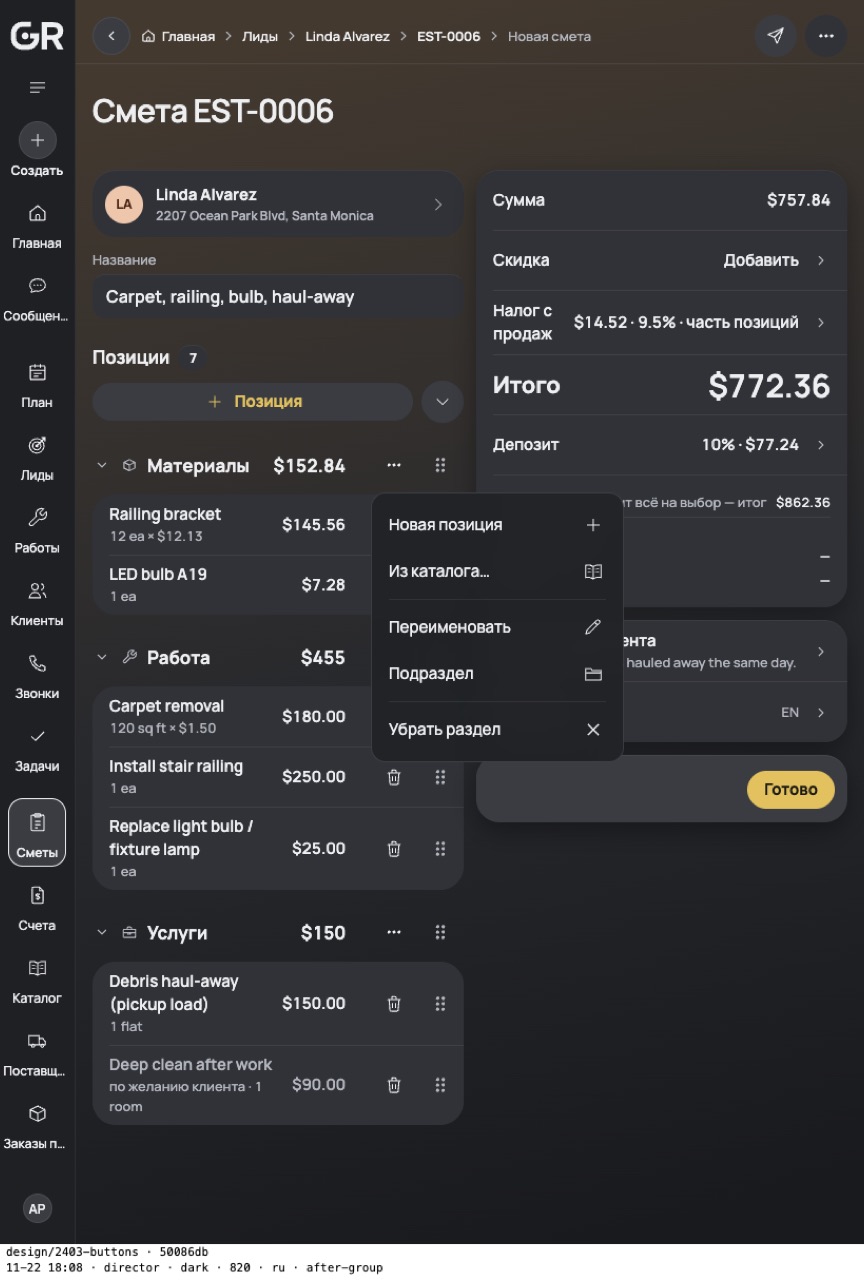 GR
Главная
Лиды
Linda Alvarez
EST-0006
Новая смета
Создать
Главная
Сообщен...
План
Лиды
Работы
Клиенты
Звонки
Задачи
Сметы
Счета
Каталог
Поставщ...
Заказы п...
AP
Смета EST-0006
LA
Linda Alvarez
2207 Ocean Park Blvd, Santa Monica
Название
Carpet, railing, bulb, haul-away
Позиции 7
+ Позиция
Материалы $152.84
Railing bracket
12 ea × $12.13
$145.56
LED bulb A19
1 ea
$7.28
Работа $455
Carpet removal
120 sq ft × $1.50
$180.00
Install stair railing
1 ea
$250.00
Replace light bulb /
fixture lamp
1 ea
$25.00
Услуги $150
Debris haul-away
(pickup load)
1 flat
$150.00
Deep clean after work
по желанию клиента · 1
room
$90.00
Сумма $757.84
Скидка Добавить
Налог с
продаж
$14.52 · 9.5% · часть позиций
Итого $772.36
Депозит 10% · $77.24
всё на выбор — итог $862.36
–
–
hauled away the same day.
EN
Готово
Новая позиция
Из каталога...
Переименовать
Подраздел
Убрать раздел
design/2403-buttons · 50086db
11-22 18:08 · director · dark · 820 · ru · after-group